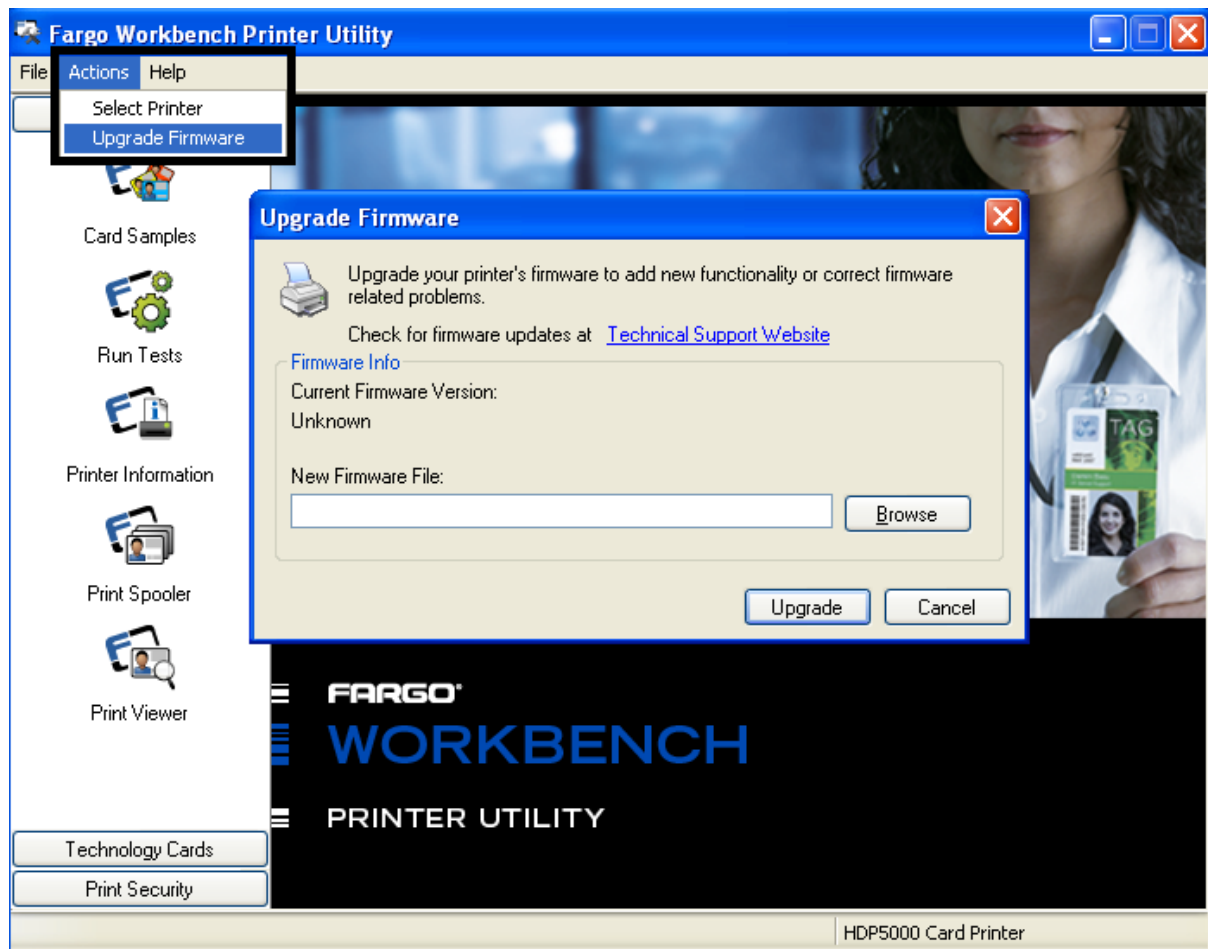 Fargo Workbench Printer Utility
File Actions Help
Select Printer
Upgrade Firmware
Card Samples
Run Tests
Printer Information
Print Spooler
Print Viewer
Technology Cards
Print Security
Upgrade Firmware
Upgrade your printer's firmware to add new functionality or correct firmware
related problems.
Check for firmware updates at Technical Support Website
Firmware Info
Current Firmware Version:
Unknown
New Firmware File:
Browse
Upgrade Cancel
TAG
FARGO
WORKBENCH
PRINTER UTILITY
HDP5000 Card Printer